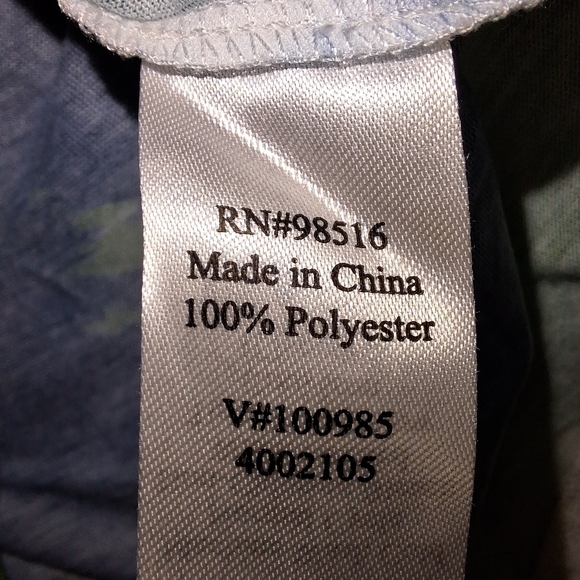 RN#98516
Made in China
100% Polyester
V#100985
4002105